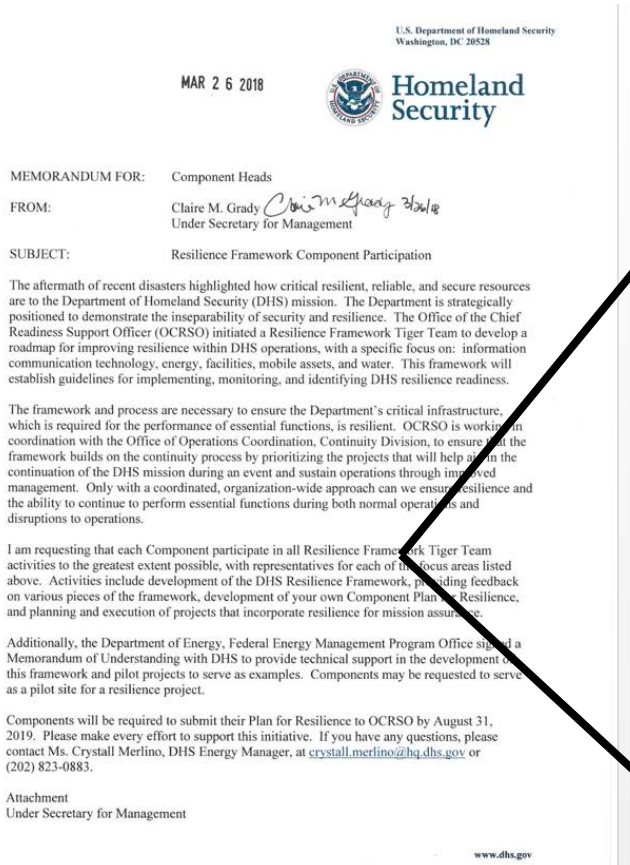 U.S. Department of Homeland Security
Washington, DC 20528
MAR 26 2018
Homeland
Security
MEMORANDUM FOR: Component Heads
FROM: Claire M. Grady Claire M Grady 3/26/18
Under Secretary for Management
SUBJECT: Resilience Framework Component Participation
The aftermath of recent disasters highlighted how critical resilient, reliable, and secure resources
are to the Department of Homeland Security (DHS) mission. The Department is strategically
positioned to demonstrate the inseparability of security and resilience. The Office of the Chief
Readiness Support Officer (OCRSO) initiated a Resilience Framework Tiger Team to develop a
roadmap for improving resilience within DHS operations, with a specific focus on: information
communication technology, energy, facilities, mobile assets, and water. This framework will
establish guidelines for implementing, monitoring, and identifying DHS resilience readiness.
The framework and process are necessary to ensure the Department's critical infrastructure,
which is required for the performance of essential functions, is resilient. OCRSO is working in
coordination with the Office of Operations Coordination, Continuity Division, to ensure that the
framework builds on the continuity process by prioritizing the projects that will help aid in the
continuation of the DHS mission during an event and sustain operations through improved
management. Only with a coordinated, organization-wide approach can we ensure resilience and
the ability to continue to perform essential functions during both normal operations and
disruptions to operations.
I am requesting that each Component participate in all Resilience Framework Tiger Team
activities to the greatest extent possible, with representatives for each of the focus areas listed
above. Activities include development of the DHS Resilience Framework, providing feedback
on various pieces of the framework, development of your own Component Plan for Resilience,
and planning and execution of projects that incorporate resilience for mission assurance.
Additionally, the Department of Energy, Federal Energy Management Program Office signed a
Memorandum of Understanding with DHS to provide technical support in the development of
this framework and pilot projects to serve as examples. Components may be requested to serve
as a pilot site for a resilience project.
Components will be required to submit their Plan for Resilience to OCRSO by August 31,
2019. Please make every effort to support this initiative. If you have any questions, please
contact Ms. Crystall Merlino, DHS Energy Manager, at crystall.merlino@hq.dhs.gov or
(202) 823-0883.
Attachment
Under Secretary for Management
www.dhs.gov